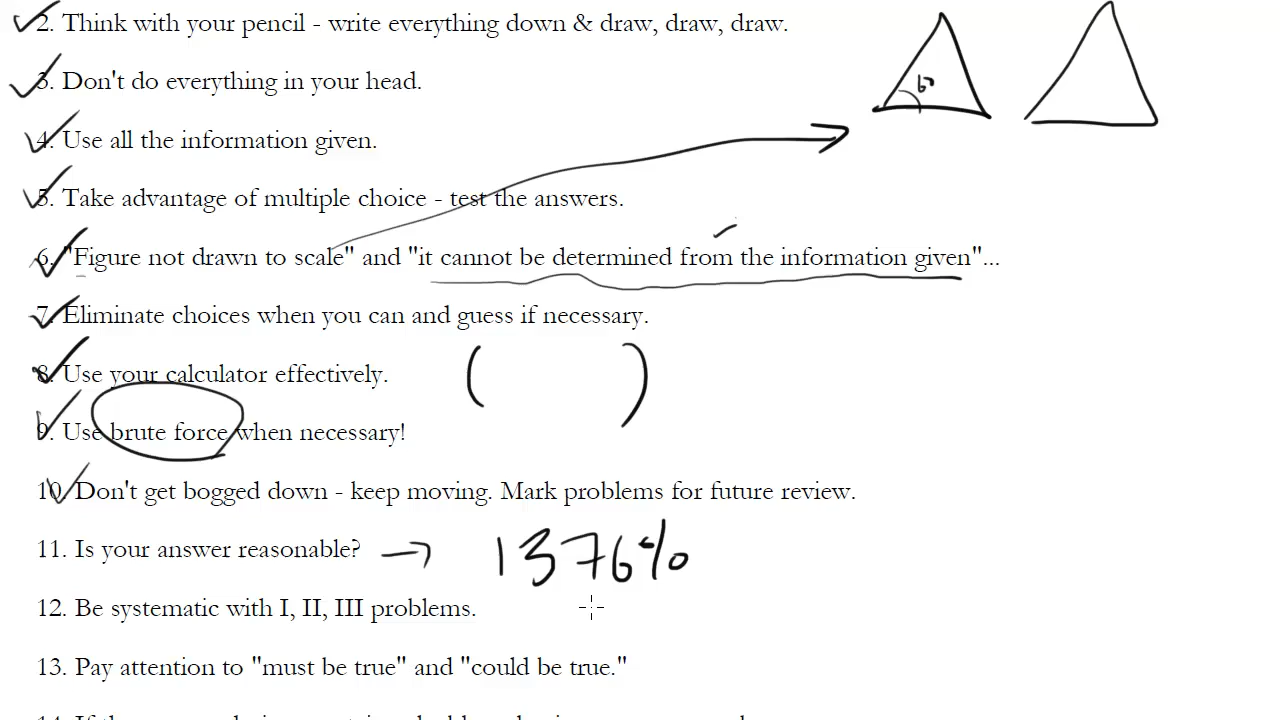 2. Think with your pencil - write everything down & draw, draw, draw.
60
3. Don't do everything in your head.
4. Use all the information given.
5. Take advantage of multiple choice - test the answers.
6. "Figure not drawn to scale" and "it cannot be determined from the information given"...
7. Eliminate choices when you can and guess if necessary.
8. Use your calculator effectively. ( )
9. Use brute force when necessary!
10. Don't get bogged down - keep moving. Mark problems for future review.
11. Is your answer reasonable? → 1376%
12. Be systematic with I, II, III problems.
13. Pay attention to "must be true" and "could be true."